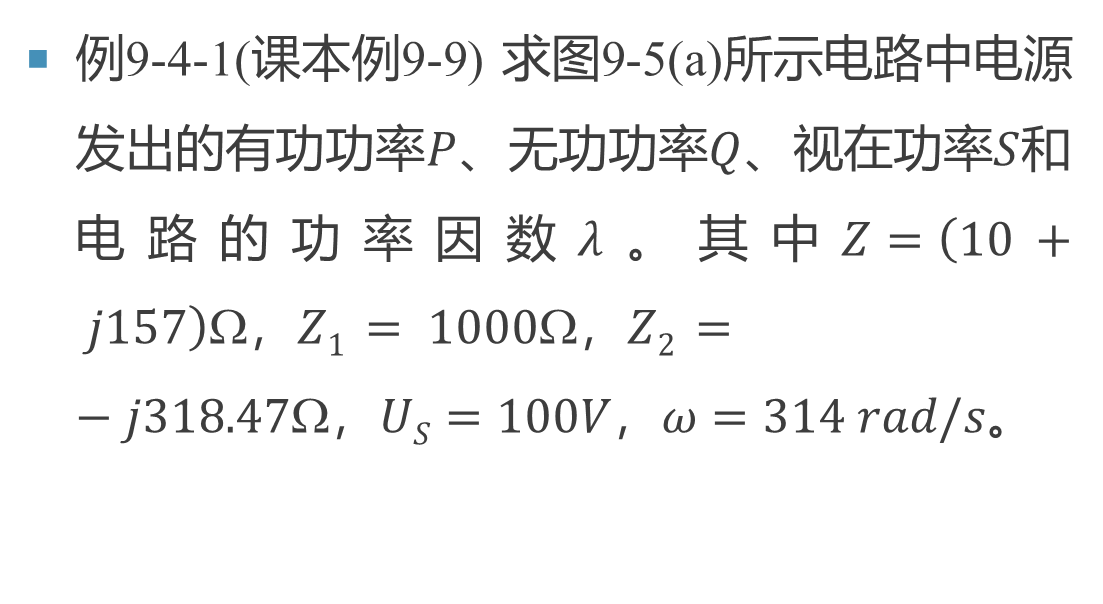 例9-4-1(课本例9-9) 求图9-5(a)所示电路中电源
发出的有功功率P、无功功率Q、视在功率S和
电路的功率因数λ。其中Z = (10 +
j157)Ω, Z₁ = 1000Ω, Z₂ =
− j318.47Ω, U_S = 100V, ω = 314 rad/s。